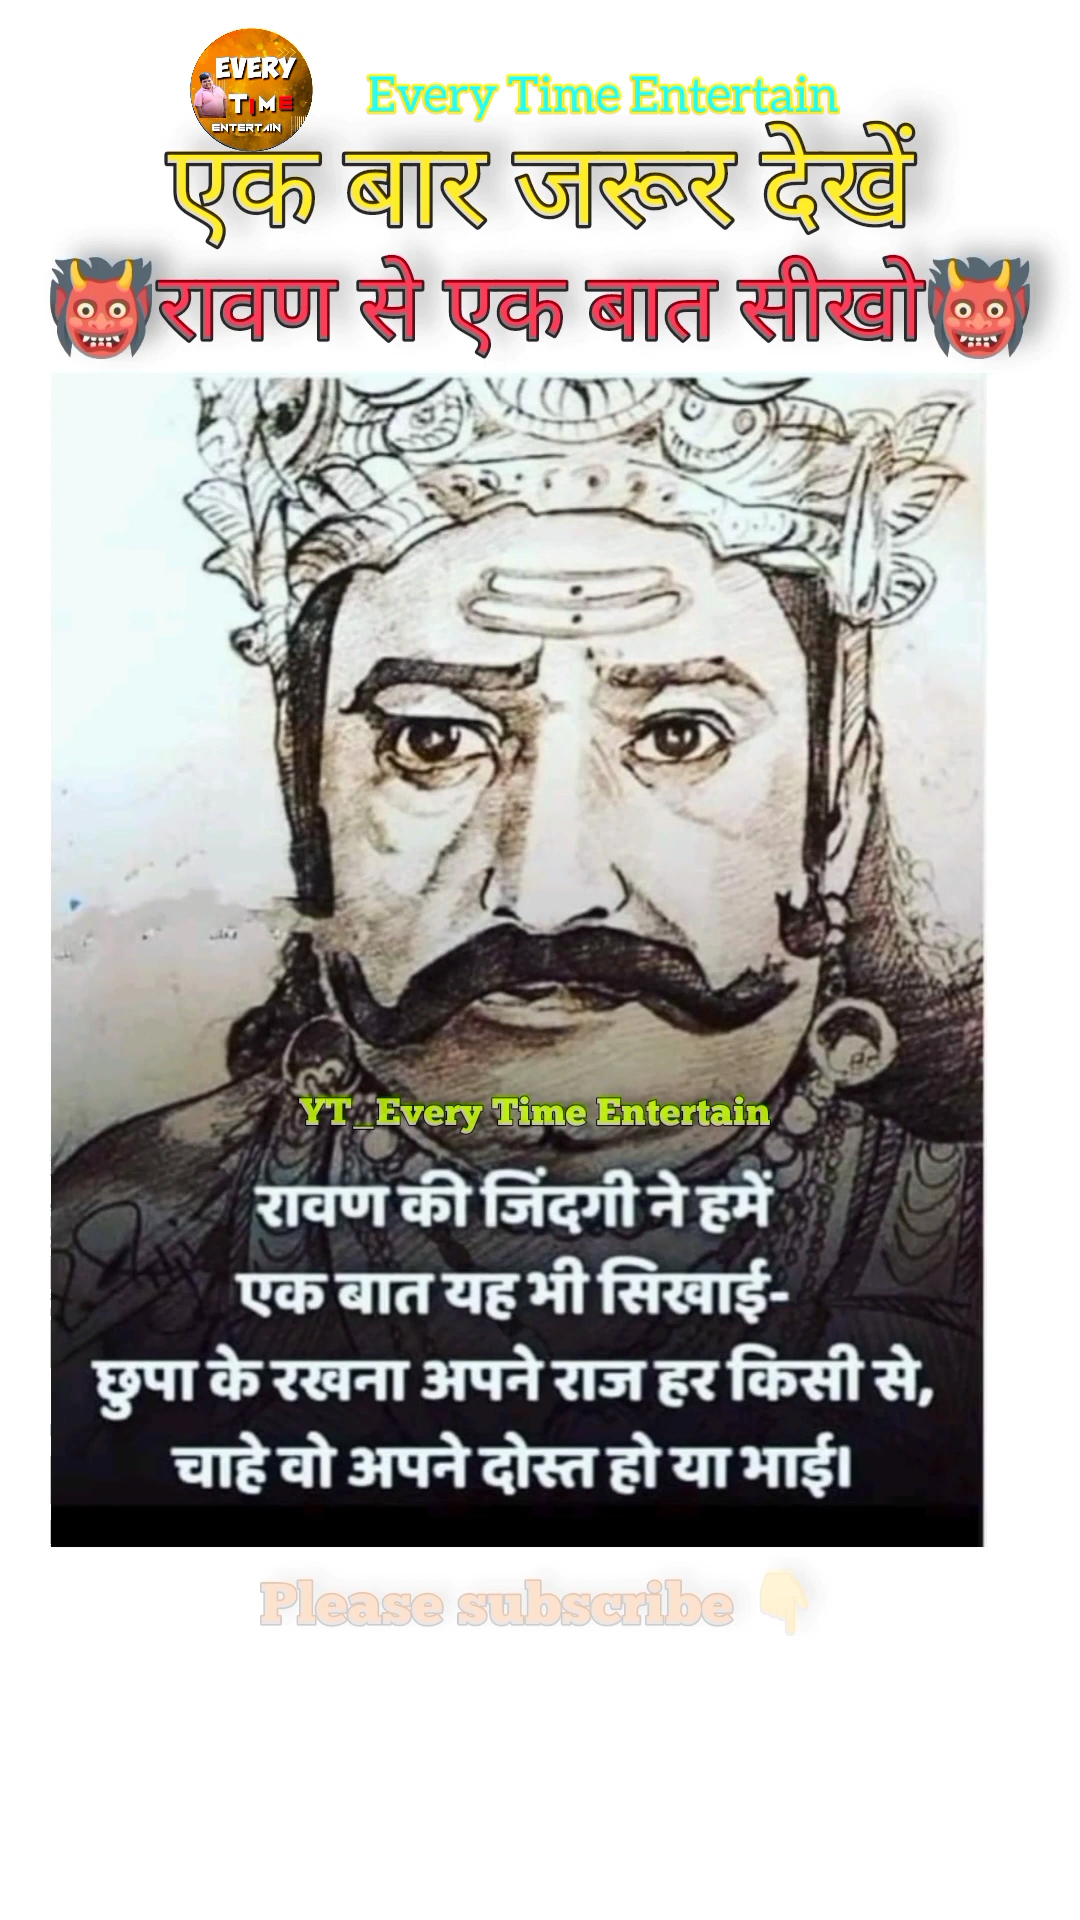 EVERY
TIME
ENTERTAIN
Every Time Entertain
एक बार जरूर देखें
👹रावण से एक बात सीखो👹
YT_Every Time Entertain
रावण की जिंदगी ने हमें
एक बात यह भी सिखाई-
छुपा के रखना अपने राज हर किसी से,
चाहे वो अपने दोस्त हो या भाई।
Please subscribe 👇